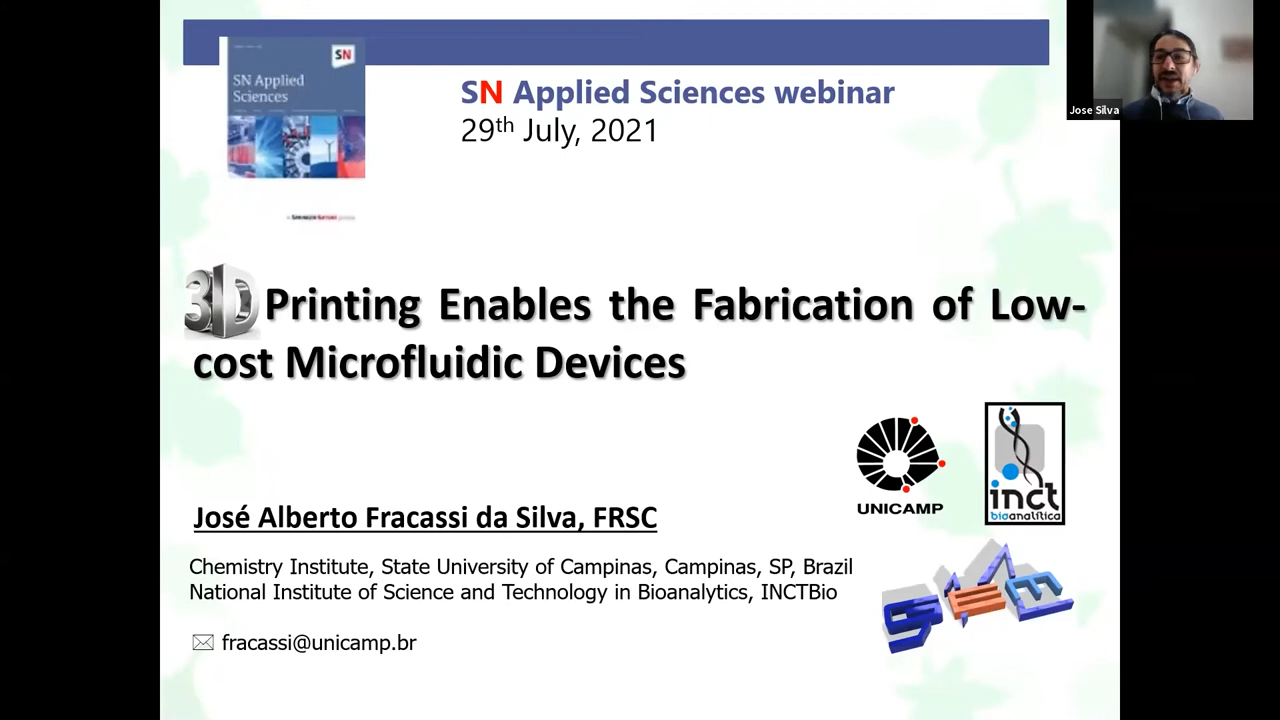 SN
SN Applied
Sciences
SN Applied Sciences webinar
29th July, 2021
Jose Silva
3D Printing Enables the Fabrication of Low-
cost Microfluidic Devices
UNICAMP
inct
bioanalítica
José Alberto Fracassi da Silva, FRSC
Chemistry Institute, State University of Campinas, Campinas, SP, Brazil
National Institute of Science and Technology in Bioanalytics, INCTBio
fracassi@unicamp.br